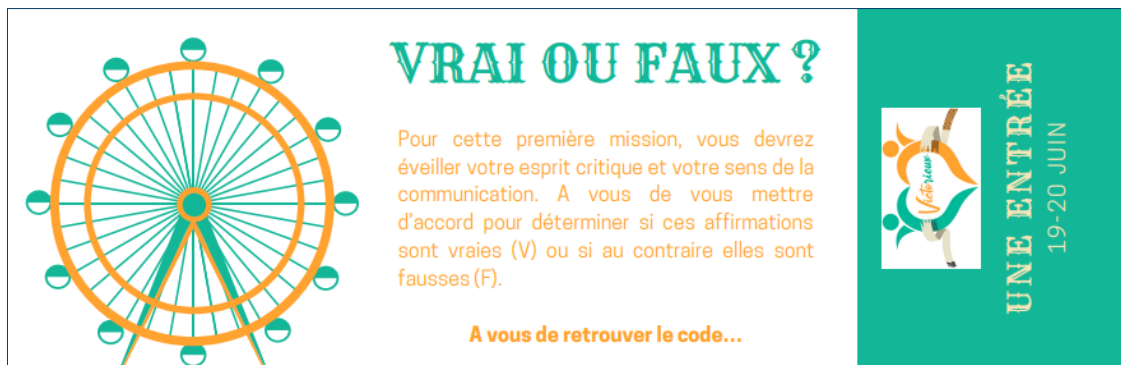 VRAI OU FAUX ?
Pour cette première mission, vous devrez
éveiller votre esprit critique et votre sens de la
communication. A vous de vous mettre
d'accord pour déterminer si ces affirmations
sont vraies (V) ou si au contraire elles sont
fausses (F).
A vous de retrouver le code...
Victorieux
UNE ENTRÉE
19-20 JUIN